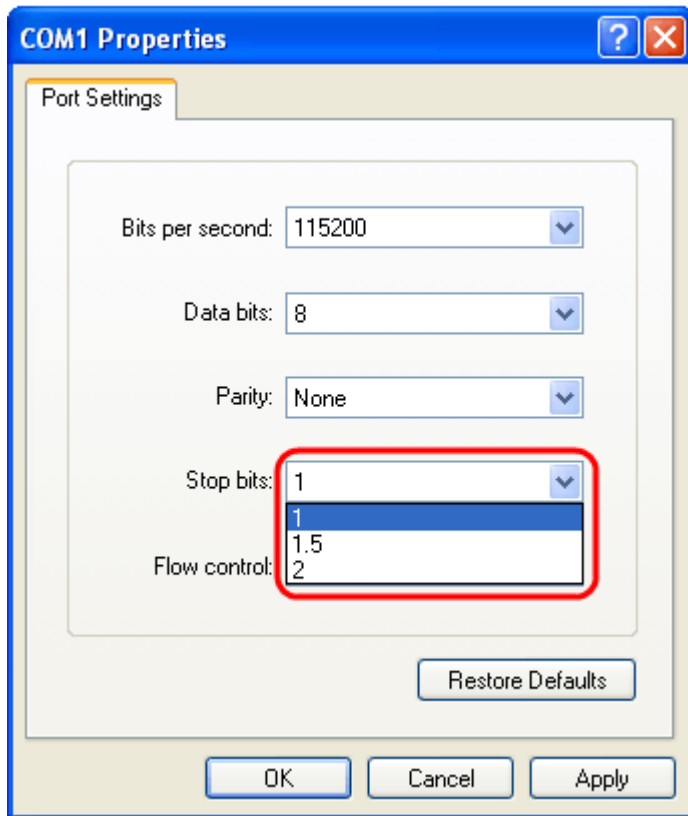 COM1 Properties
Port Settings
Bits per second: 115200
Data bits: 8
Parity: None
Stop bits: 1
1
1.5
2
Flow control:
Restore Defaults
OK Cancel Apply